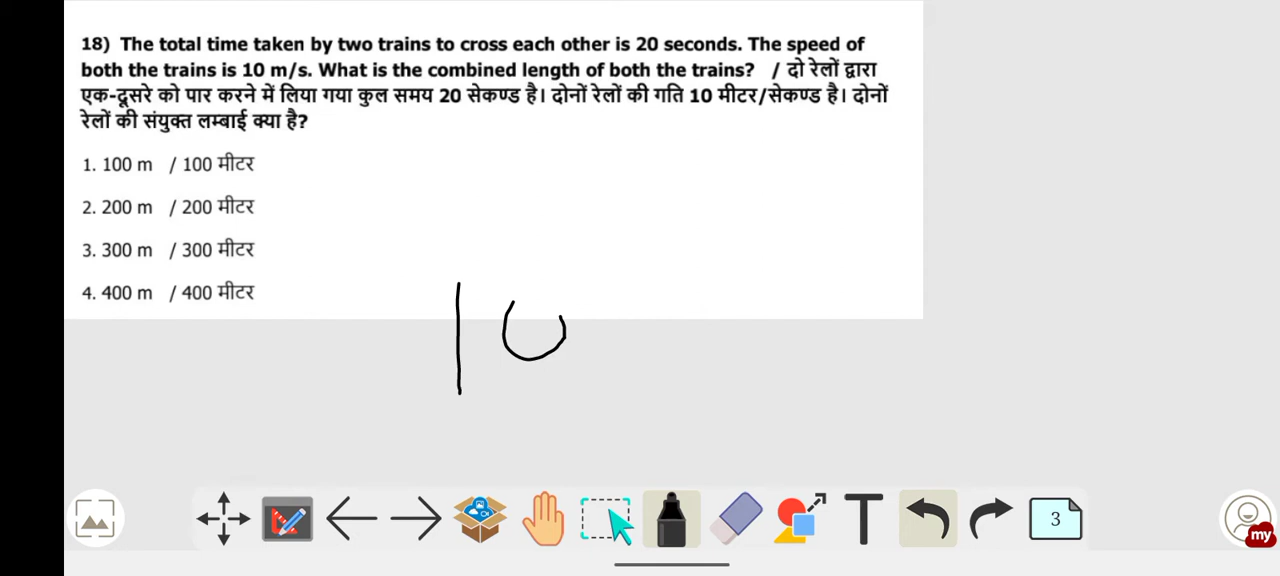 18) The total time taken by two trains to cross each other is 20 seconds. The speed of
both the trains is 10 m/s. What is the combined length of both the trains? / दो रेलों द्वारा
एक-दूसरे को पार करने में लिया गया कुल समय 20 सेकण्ड है। दोनों रेलों की गति 10 मीटर/सेकण्ड है। दोनों
रेलों की संयुक्त लम्बाई क्या है?
1. 100 m / 100 मीटर
2. 200 m / 200 मीटर
3. 300 m / 300 मीटर
4. 400 m / 400 मीटर
T
3
my